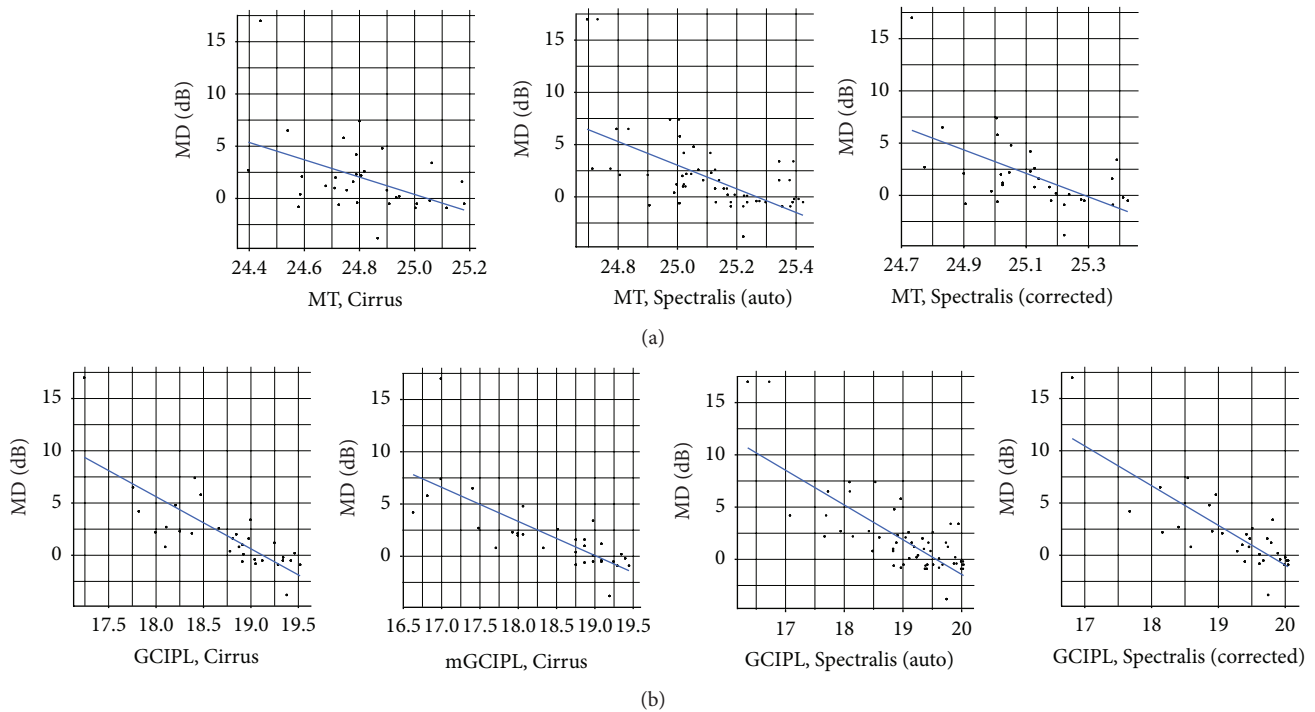 15
10
5
0
MD (dB)
24.4 24.6 24.8 25.0 25.2
MT, Cirrus
15
10
5
0
MD (dB)
24.8 25.0 25.2 25.4
MT, Spectralis (auto)
15
10
5
0
MD (dB)
24.7 24.9 25.1 25.3
MT, Spectralis (corrected)
(a)
15
10
5
0
MD (dB)
17.5 18.0 18.5 19.0 19.5
GCIPL, Cirrus
15
10
5
0
MD (dB)
16.5 17.0 17.5 18.0 18.5 19.0 19.5
mGCIPL, Cirrus
15
10
5
0
MD (dB)
17 18 19 20
GCIPL, Spectralis (auto)
15
10
5
0
MD (dB)
17 18 19 20
GCIPL, Spectralis (corrected)
(b)